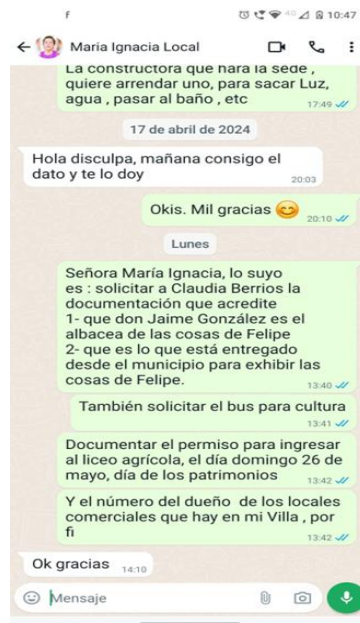 f 4G 10:47
Maria Ignacia Local
La constructora que hara la sede ,
quiere arrendar uno, para sacar Luz,
agua , pasar al baño , etc
17:49
17 de abril de 2024
Hola disculpa, mañana consigo el
dato y te lo doy
20:03
Okis. Mil gracias 😊
20:10
Lunes
Señora María Ignacia, lo suyo
es : solicitar a Claudia Berrios la
documentación que acredite
1- que don Jaime González es el
albacea de las cosas de Felipe
2- que es lo que está entregado
desde el municipio para exhibir las
cosas de Felipe.
13:40
También solicitar el bus para cultura
13:41
Documentar el permiso para ingresar
al liceo agrícola, el día domingo 26 de
mayo, día de los patrimonios
13:42
Y el número del dueño de los locales
comerciales que hay en mi Villa , por
fi
13:42
Ok gracias
14:10
Mensaje